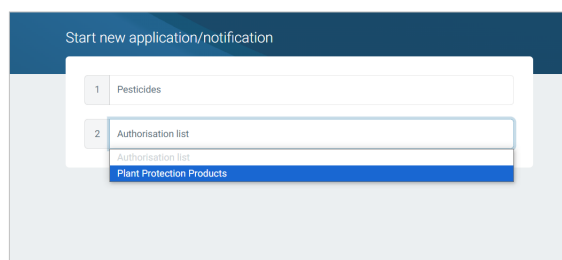 Start new application/notification
1 Pesticides
2 Authorisation list
Authorisation list
Plant Protection Products